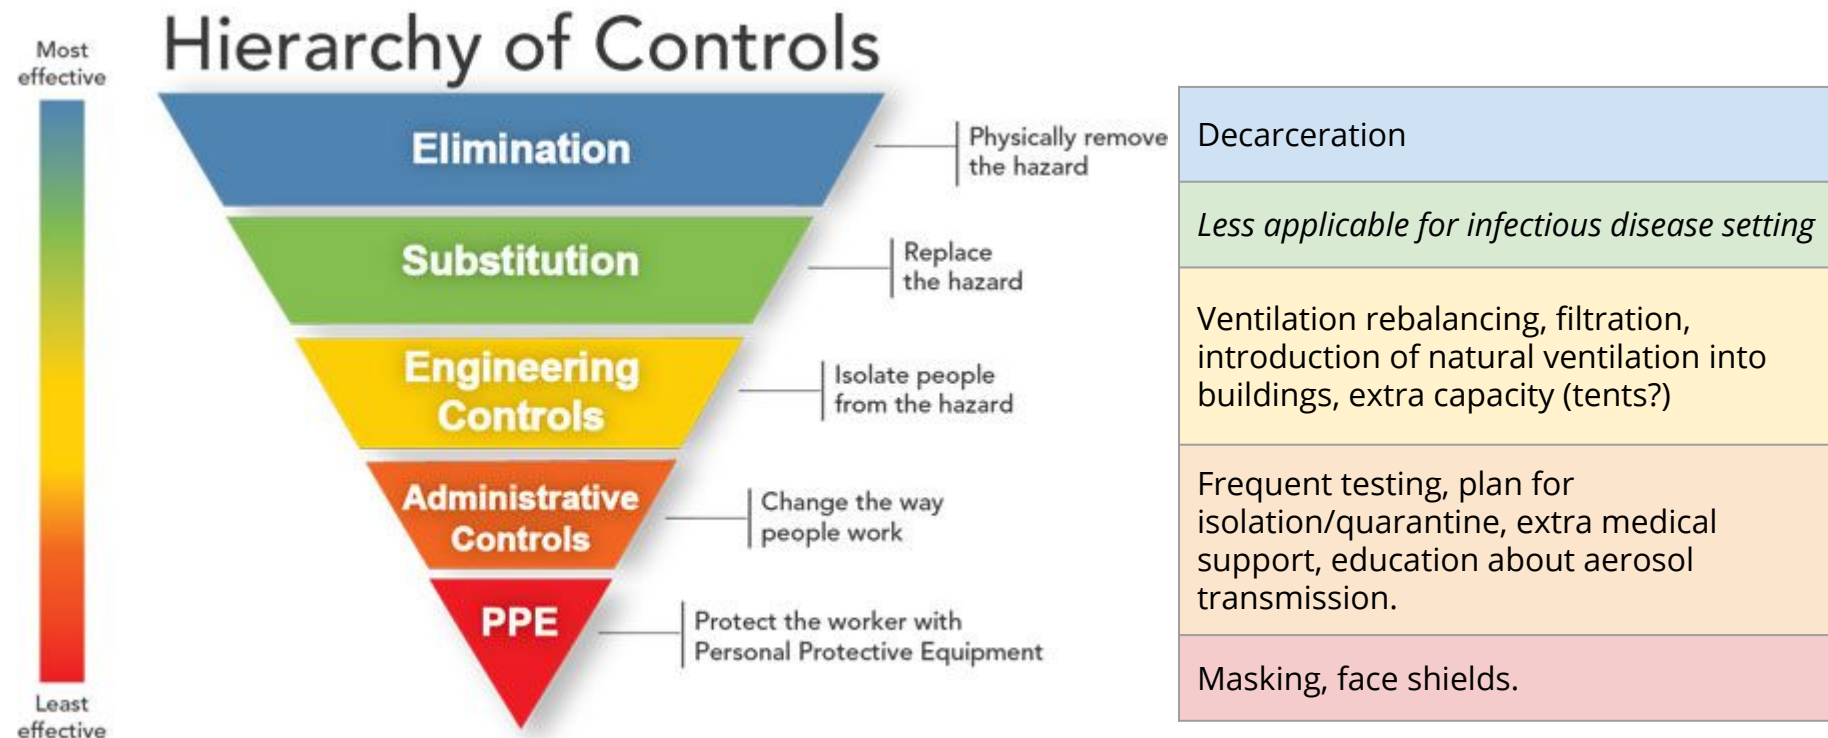 Hierarchy of Controls
Most
effective
Elimination
Physically remove
the hazard
Decarceration
Substitution
Replace
the hazard
Less applicable for infectious disease setting
Engineering
Controls
Isolate people
from the hazard
Ventilation rebalancing, filtration,
introduction of natural ventilation into
buildings, extra capacity (tents?)
Administrative
Controls
Change the way
people work
Frequent testing, plan for
isolation/quarantine, extra medical
support, education about aerosol
transmission.
PPE
Protect the worker with
Personal Protective Equipment
Masking, face shields.
Least
effective